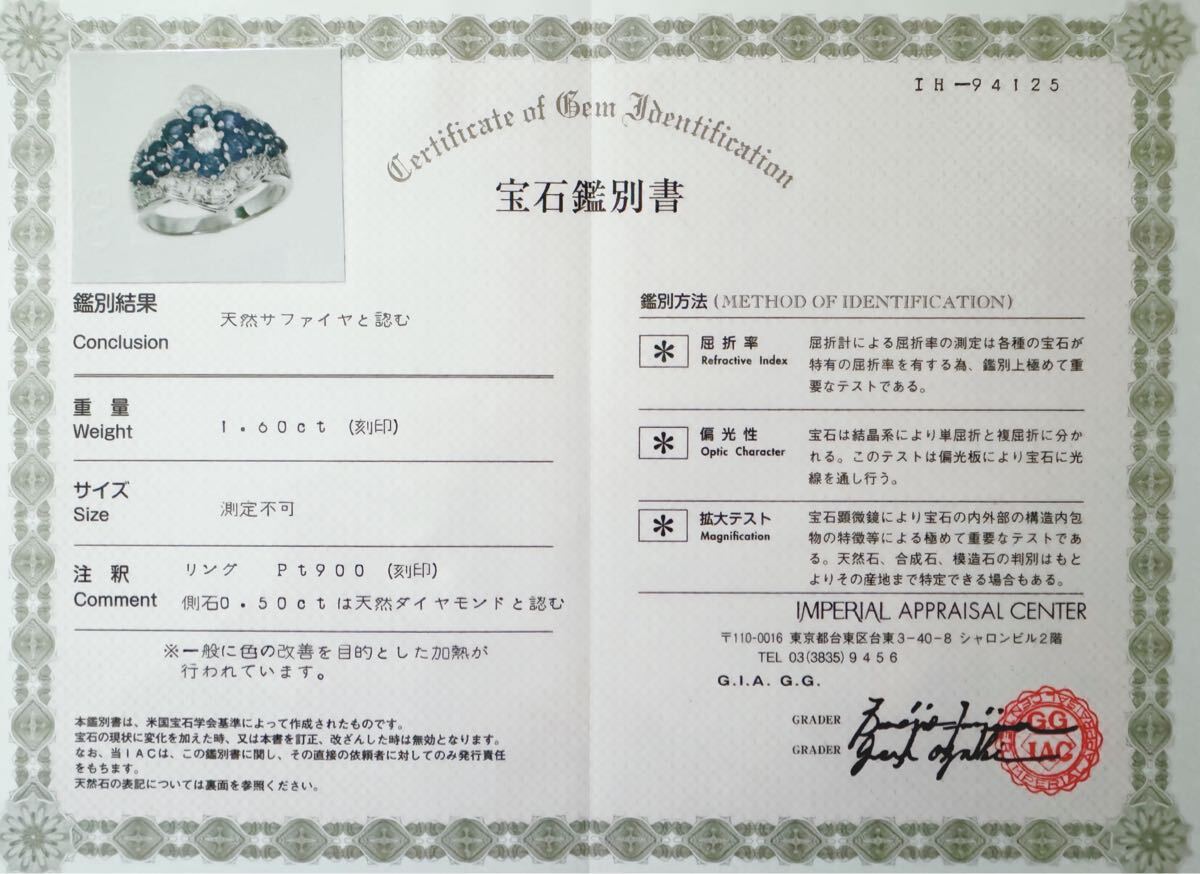 IH-94125
Certificate of Gem Identification
宝石鑑別書
鑑別結果
Conclusion
天然サファイヤと認む
重 量
Weight
1.60ct (刻印)
サイズ
Size
測定不可
注 釈
Comment
リング Pt900 (刻印)
側石0.50ctは天然ダイヤモンドと認む
※一般に色の改善を目的とした加熱が
行われています。
本鑑別書は、米国宝石学会基準によって作成されたものです。
宝石の現状に変化を加えた時、又は本書を訂正、改ざんした時は無効となります。
なお、当IACは、この鑑別書に関し、その直接の依頼者に対してのみ発行責任
をもちます。
天然石の表記については裏面を参照ください。
鑑別方法 (METHOD OF IDENTIFICATION)
* 屈折率
Refractive Index
屈折計による屈折率の測定は各種の宝石が
特有の屈折率を有する為、鑑別上極めて重
要なテストである。
* 偏光性
Optic Character
宝石は結晶系により単屈折と複屈折に分か
れる。このテストは偏光板により宝石に光
線を通し行う。
* 拡大テスト
Magnification
宝石顕微鏡により宝石の内外部の構造内包
物の特徴等による極めて重要なテストであ
る。天然石、合成石、模造石の判別はもと
よりその産地まで特定できる場合もある。
IMPERIAL APPRAISAL CENTER
〒110-0016 東京都台東区台東3-40-8 シャロンビル2階
TEL 03(3835)9456
G.I.A. G.G.
GRADER
GRADER
GG
IAC